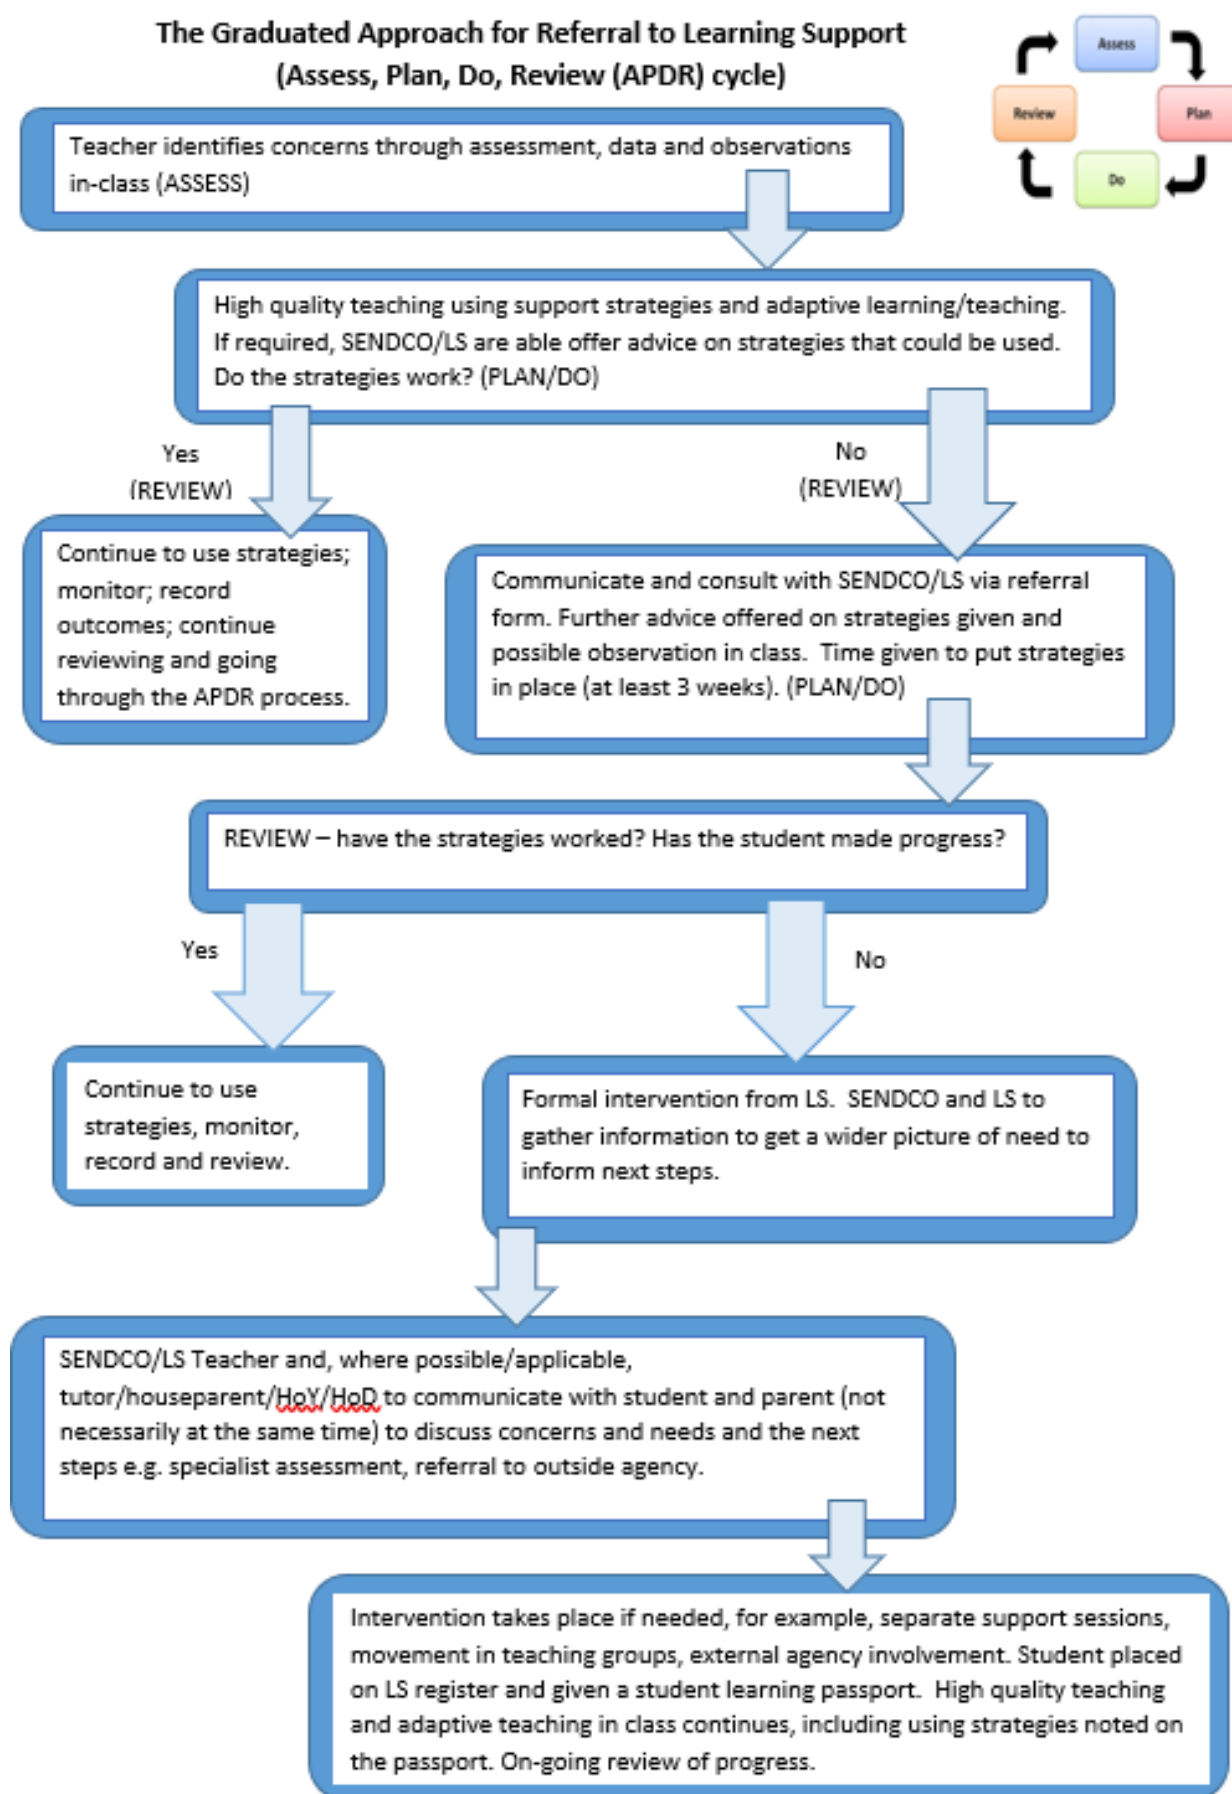 The Graduated Approach for Referral to Learning Support
(Assess, Plan, Do, Review (APDR) cycle)
Assess
Review
Plan
Do
Teacher identifies concerns through assessment, data and observations
in-class (ASSESS)
High quality teaching using support strategies and adaptive learning/teaching.
If required, SENDCO/LS are able offer advice on strategies that could be used.
Do the strategies work? (PLAN/DO)
Yes
(REVIEW)
No
(REVIEW)
Continue to use strategies;
monitor; record
outcomes; continue
reviewing and going
through the APDR process.
Communicate and consult with SENDCO/LS via referral
form. Further advice offered on strategies given and
possible observation in class. Time given to put strategies
in place (at least 3 weeks). (PLAN/DO)
REVIEW – have the strategies worked? Has the student made progress?
Yes
No
Continue to use
strategies, monitor,
record and review.
Formal intervention from LS. SENDCO and LS to
gather information to get a wider picture of need to
inform next steps.
SENDCO/LS Teacher and, where possible/applicable,
tutor/houseparent/HoY/HoD to communicate with student and parent (not
necessarily at the same time) to discuss concerns and needs and the next
steps e.g. specialist assessment, referral to outside agency.
Intervention takes place if needed, for example, separate support sessions,
movement in teaching groups, external agency involvement. Student placed
on LS register and given a student learning passport. High quality teaching
and adaptive teaching in class continues, including using strategies noted on
the passport. On-going review of progress.